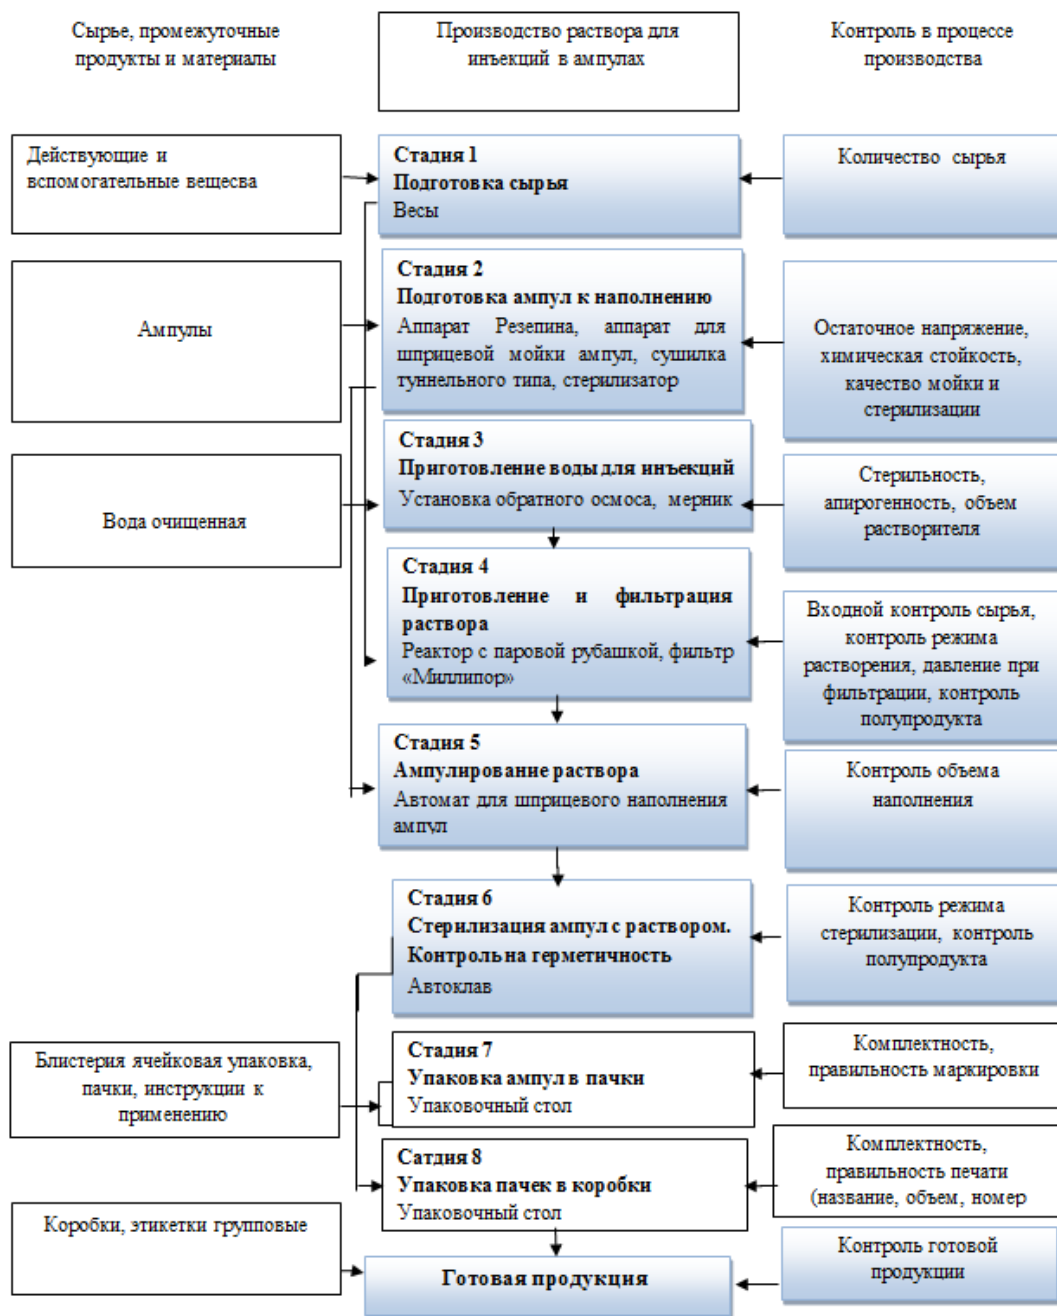 Сырье, промежуточные
продукты и материалы
Производство раствора для
инъекций в ампулах
Контроль в процессе
производства
Действующие и
вспомогательные вещесва
Стадия 1
Подготовка сырья
Весы
Количество сырья
Ампулы
Стадия 2
Подготовка ампул к наполнению
Аппарат Резепина, аппарат для
шприцевой мойки ампул, сушилка
туннельного типа, стерилизатор
Остаточное напряжение,
химическая стойкость,
качество мойки и
стерилизации
Вода очищенная
Стадия 3
Приготовление воды для инъекций
Установка обратного осмоса, мерник
Стерильность,
апирогенность, объем
растворителя
Стадия 4
Приготовление и фильтрация
раствора
Реактор с паровой рубашкой, фильтр
«Миллипор»
Входной контроль сырья,
контроль режима
растворения, давление при
фильтрации, контроль
полупродукта
Стадия 5
Ампулирование раствора
Автомат для шприцевого наполнения
ампул
Контроль объема
наполнения
Стадия 6
Стерилизация ампул с раствором.
Контроль на герметичность
Автоклав
Контроль режима
стерилизации, контроль
полупродукта
Блистерия ячейковая упаковка,
пачки, инструкции к
применению
Стадия 7
Упаковка ампул в пачки
Упаковочный стол
Комплектность,
правильность маркировки
Сатдия 8
Упаковка пачек в коробки
Упаковочный стол
Комплектность,
правильность печати
(название, объем, номер
Коробки, этикетки групповые
Готовая продукция
Контроль готовой
продукции